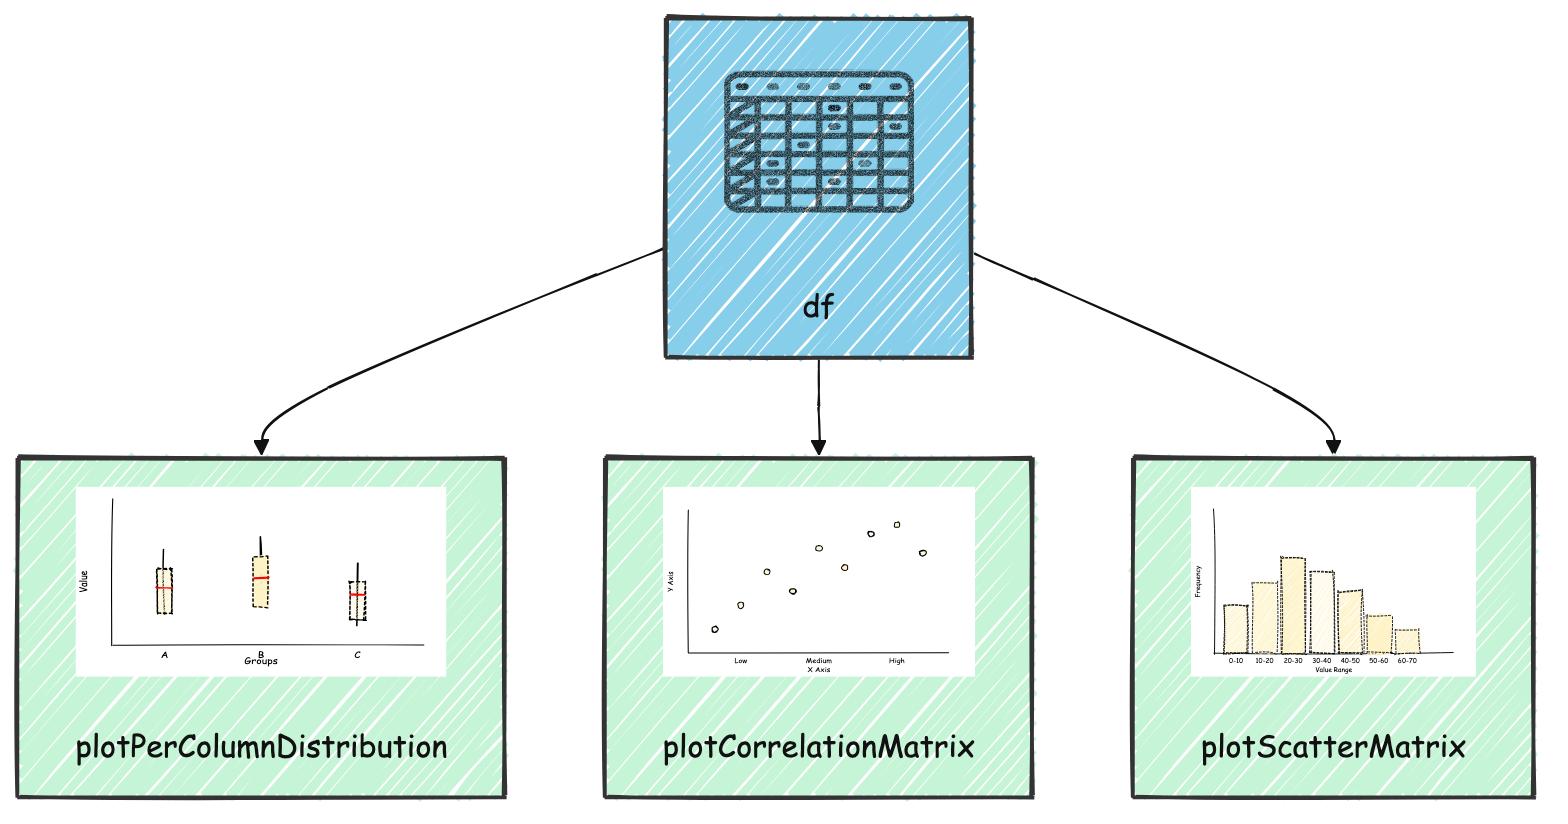 df
Value
A
B
C
Groups
plotPerColumnDistribution
Y Axis
Low
Medium
High
X Axis
plotCorrelationMatrix
Frequency
0-10
10-20
20-30
30-40
40-50
50-60
60-70
Value Range
plotScatterMatrix